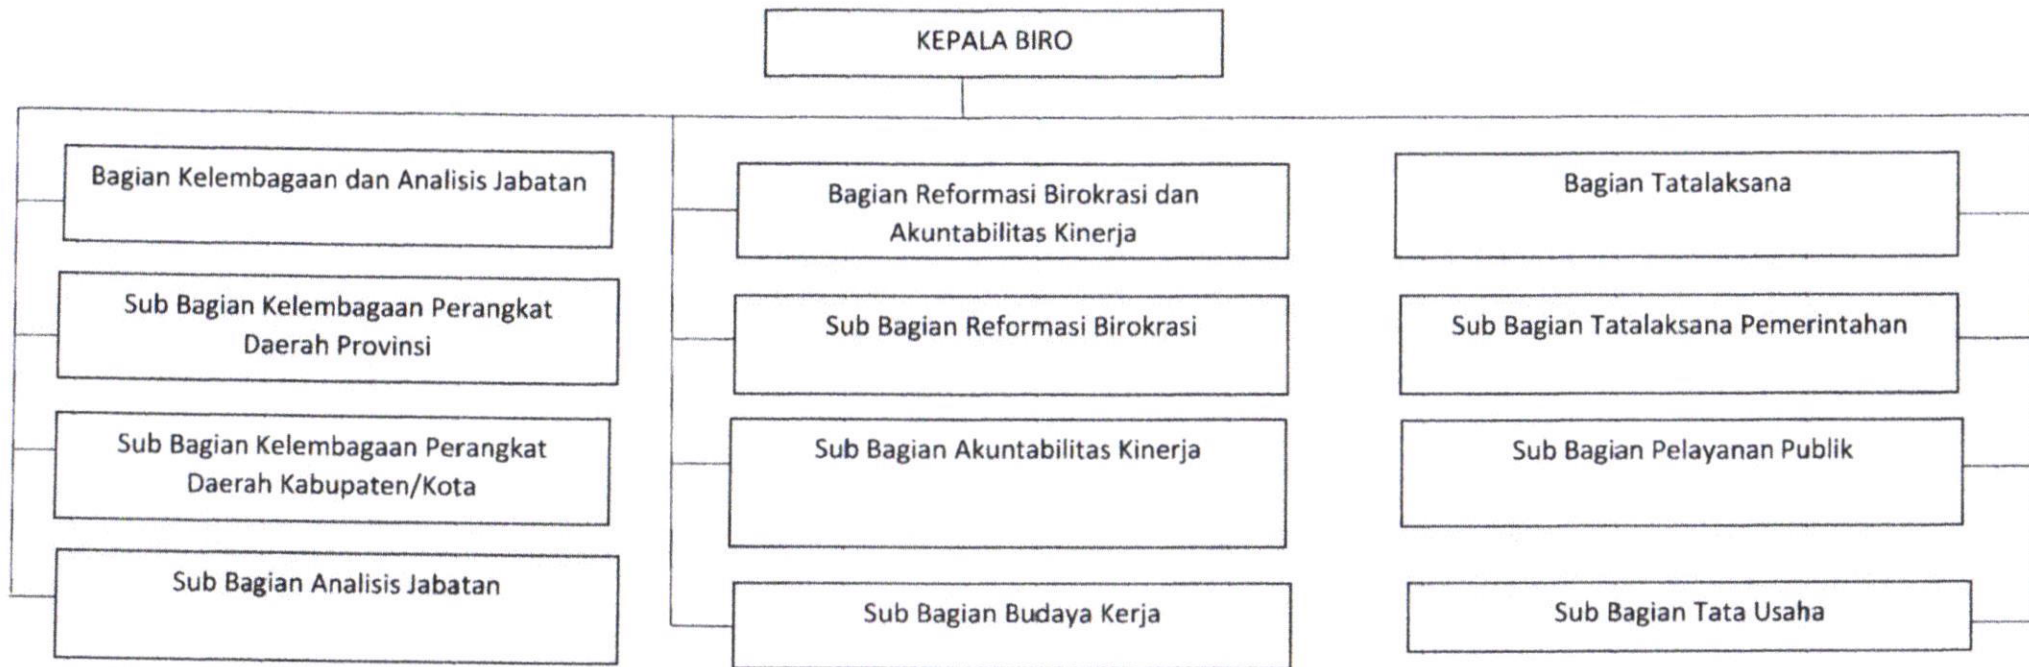 KEPALA BIRO
Bagian Kelembagaan dan Analisis Jabatan
Sub Bagian Kelembagaan Perangkat
Daerah Provinsi
Sub Bagian Kelembagaan Perangkat
Daerah Kabupaten/Kota
Sub Bagian Analisis Jabatan
Bagian Reformasi Birokrasi dan
Akuntabilitas Kinerja
Sub Bagian Reformasi Birokrasi
Sub Bagian Akuntabilitas Kinerja
Sub Bagian Budaya Kerja
Bagian Tatalaksana
Sub Bagian Tatalaksana Pemerintahan
Sub Bagian Pelayanan Publik
Sub Bagian Tata Usaha